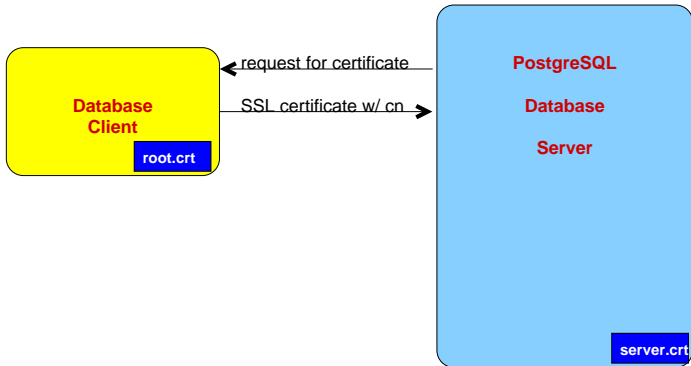 request for certificate
SSL certificate w/ cn
Database
Client
root.crt
PostgreSQL
Database
Server
server.crt